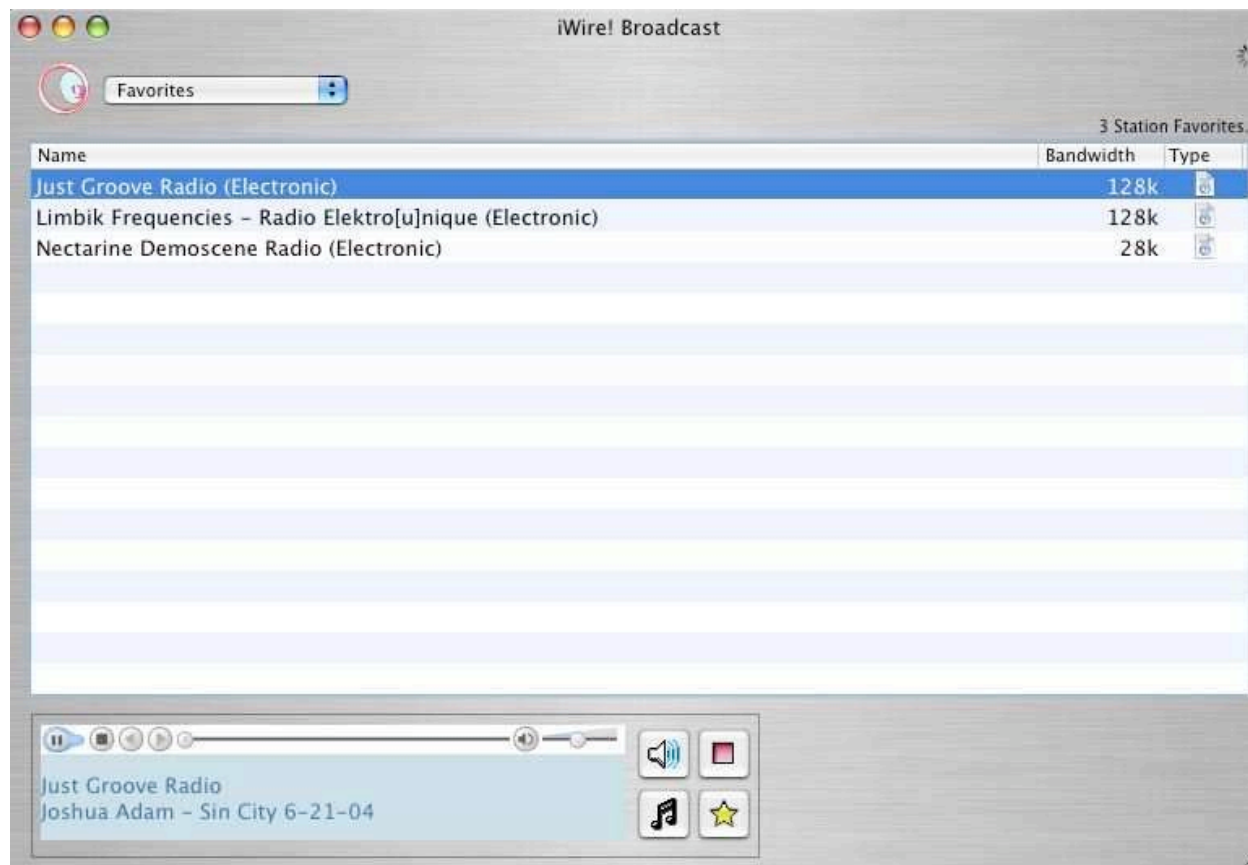 iWire! Broadcast
Favorites
3 Station Favorites.
Name Bandwidth Type
Just Groove Radio (Electronic) 128k
Limbik Frequencies – Radio Elektro[u]nique (Electronic) 128k
Nectarine Demoscene Radio (Electronic) 28k
Just Groove Radio
Joshua Adam – Sin City 6-21-04